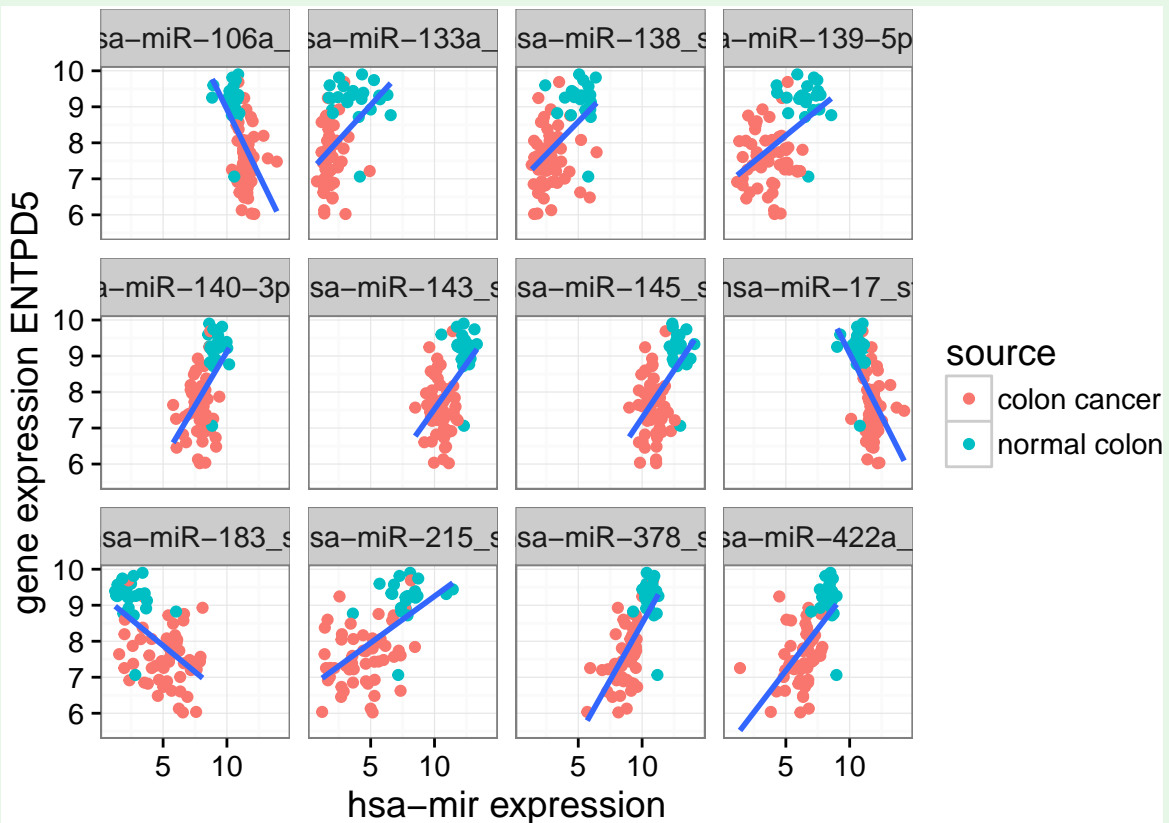 sa−miR−106a_ sa−miR−133a_ sa−miR−138_s a−miR−139−5p
10
9
8
7
6
a−miR−140−3p sa−miR−143_s sa−miR−145_s hsa−miR−17_st
10
9
8
7
6
sa−miR−183_s sa−miR−215_s sa−miR−378_s sa−miR−422a_
10
9
8
7
6
5 10 5 10 5 10 5 10
hsa−mir expression
gene expression ENTPD5
source
colon cancer
normal colon